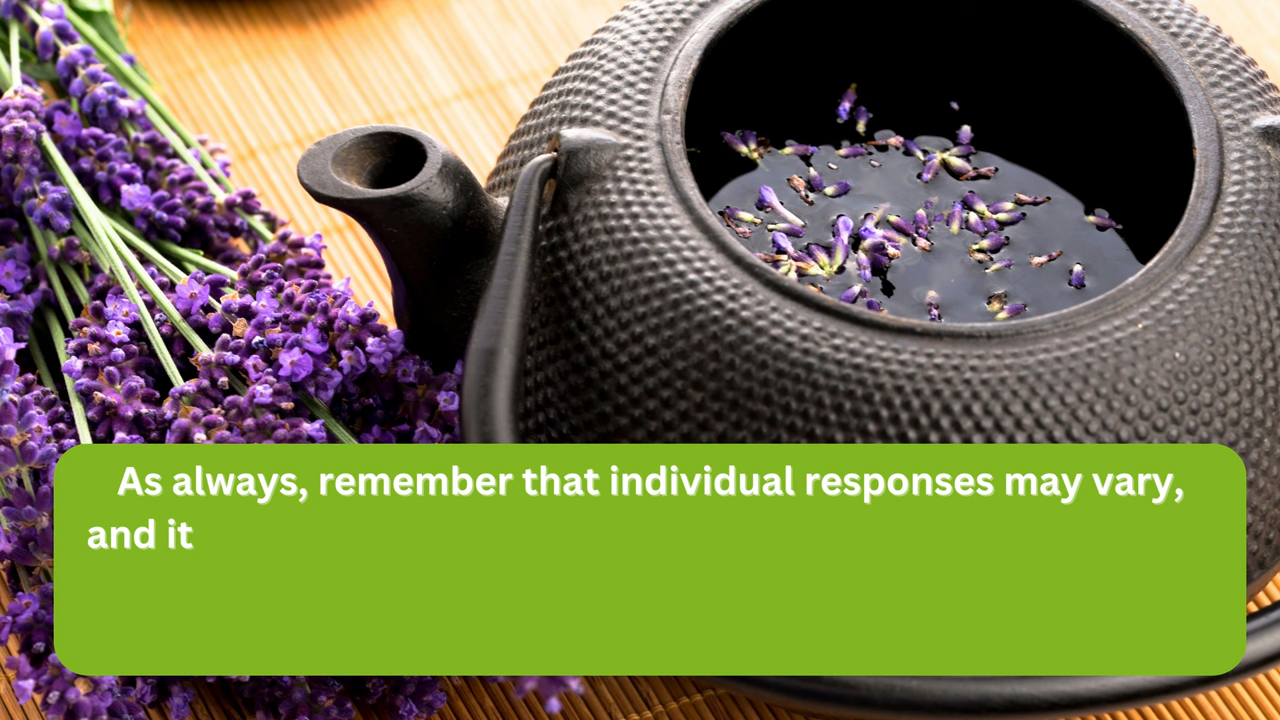 As always, remember that individual responses may vary,
and it